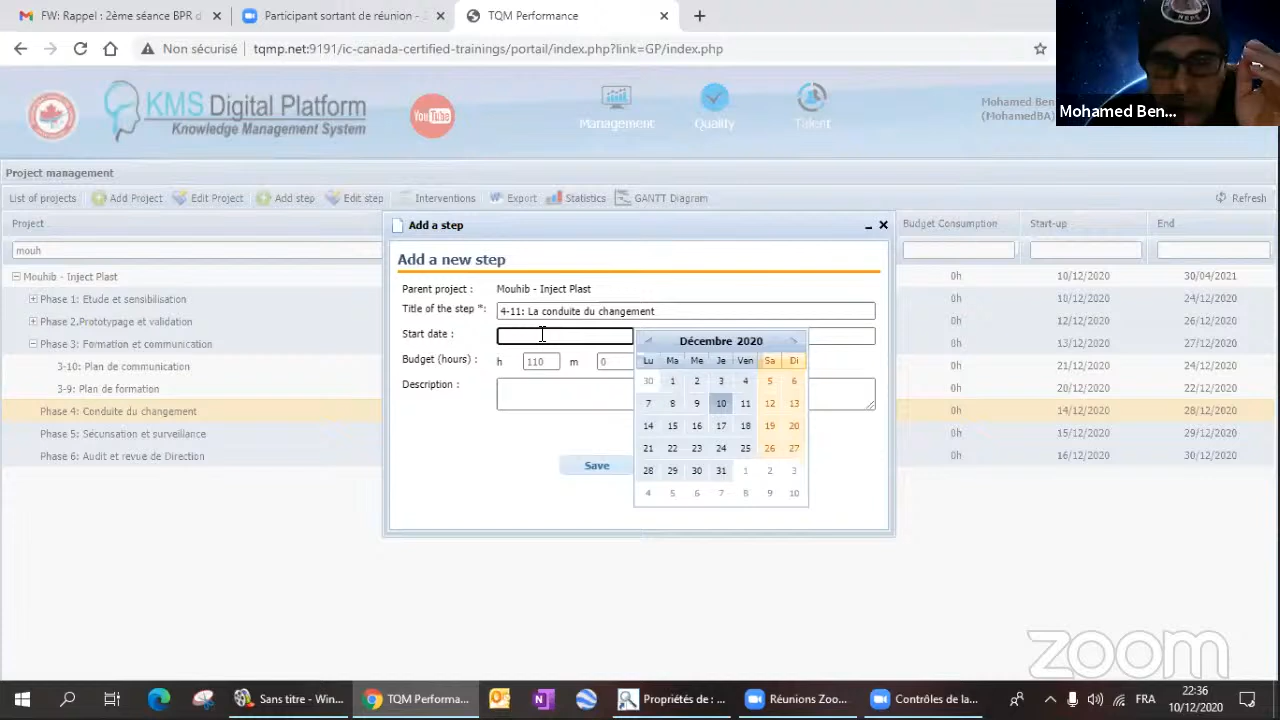 FW: Rappel : 2ème séance BPR d
Participant sortant de réunion - 
TQM Performance
Non sécurisé
tqmp.net:9191/ic-canada-certified-trainings/portail/index.php?link=GP/index.php
KMS Digital Platform
Knowledge Management System
YouTube
Management
Quality
Talent
Mohamed Ben
(MohamedBA)
Mohamed Ben...
Project management
List of projects
Add Project
Edit Project
Add step
Edit step
Interventions
Export
Statistics
GANTT Diagram
Refresh
Project
Budget Consumption
Start-up
End
mouh
Mouhib - Inject Plast 0h 10/12/2020 30/04/2021
Phase 1: Etude et sensibilisation 0h 10/12/2020 24/12/2020
Phase 2.Prototypage et validation 0h 12/12/2020 26/12/2020
Phase 3: Formation et communication 0h 13/12/2020 27/12/2020
3-10: Plan de communication 0h 21/12/2020 24/12/2020
3-9: Plan de formation 0h 20/12/2020 22/12/2020
Phase 4: Conduite du changement 0h 14/12/2020 28/12/2020
Phase 5: Sécurisation et surveillance 0h 15/12/2020 29/12/2020
Phase 6: Audit et revue de Direction 0h 16/12/2020 30/12/2020
Add a step
Add a new step
Parent project : Mouhib - Inject Plast
Title of the step *: 4-11: La conduite du changement
Start date :
Budget (hours) : h 110 m 0
Description :
Save
Décembre 2020
Lu Ma Me Je Ven Sa Di
30 1 2 3 4 5 6
7 8 9 10 11 12 13
14 15 16 17 18 19 20
21 22 23 24 25 26 27
28 29 30 31 1 2 3
4 5 6 7 8 9 10
zoom
Sans titre - Win...
TQM Performa...
Propriétés de : ...
Réunions Zoo...
Contrôles de la...
FRA
22:36
10/12/2020